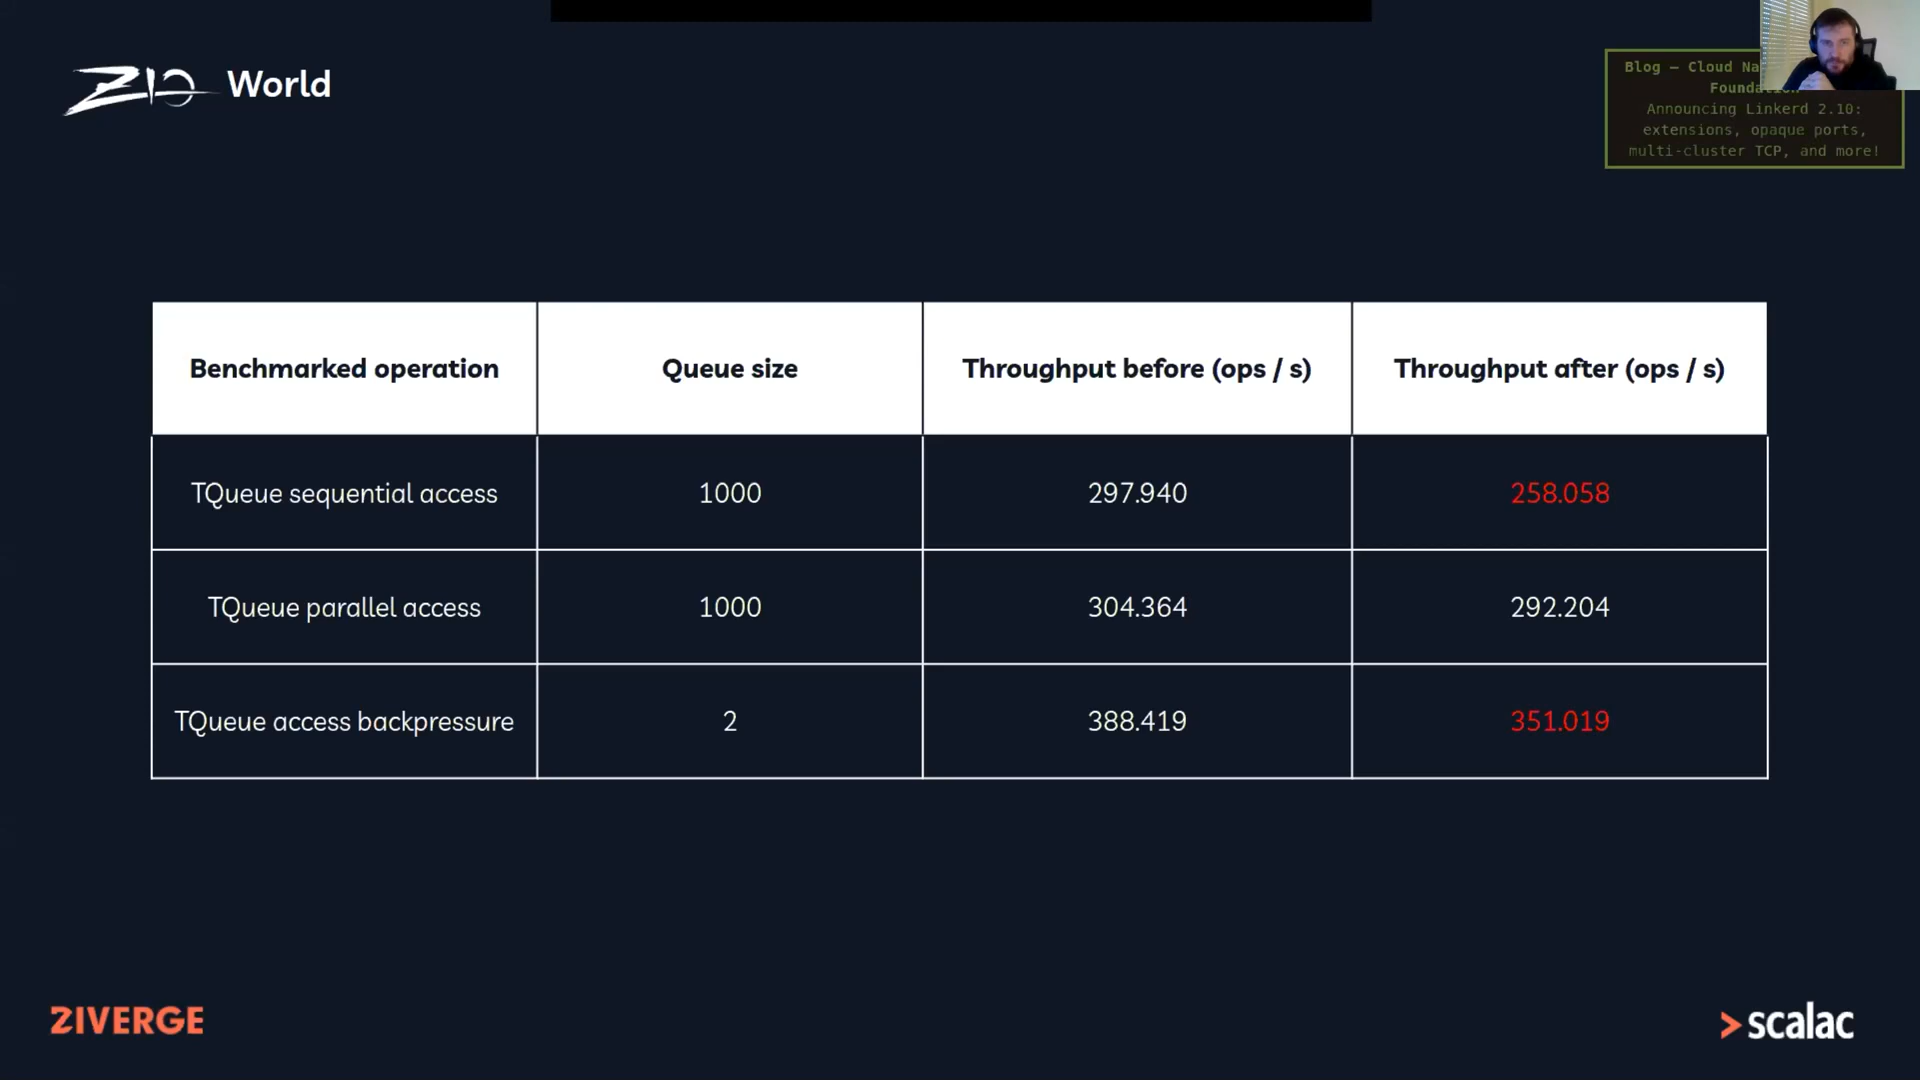 ZIO World
Blog – Cloud Na
Foundation
Announcing Linkerd 2.10:
extensions, opaque ports,
multi-cluster TCP, and more!
Benchmarked operation Queue size Throughput before (ops / s) Throughput after (ops / s)
TQueue sequential access 1000 297.940 258.058
TQueue parallel access 1000 304.364 292.204
TQueue access backpressure 2 388.419 351.019
ZIVERGE
scalac